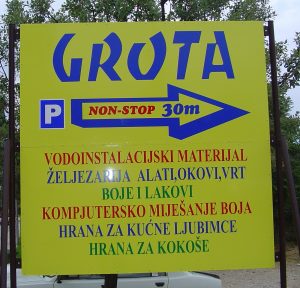 GROTA
P NON-STOP 30m
VODOINSTALACIJSKI MATERIJAL
ŽELJEZARIJA ALATI,OKOVI,VRT
BOJE I LAKOVI
KOMPJUTERSKO MIJEŠANJE BOJA
HRANA ZA KUĆNE LJUBIMCE
HRANA ZA KOKOŠE